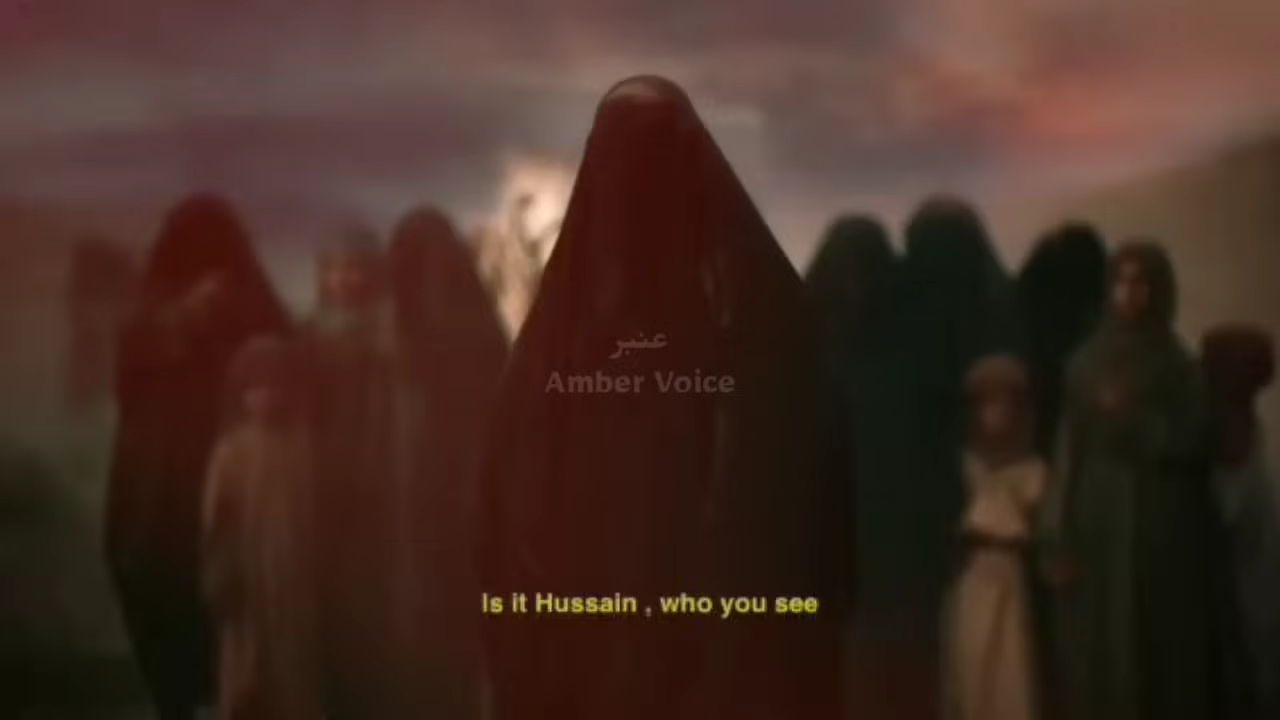 عنبر
Amber Voice
Is it Hussain , who you see